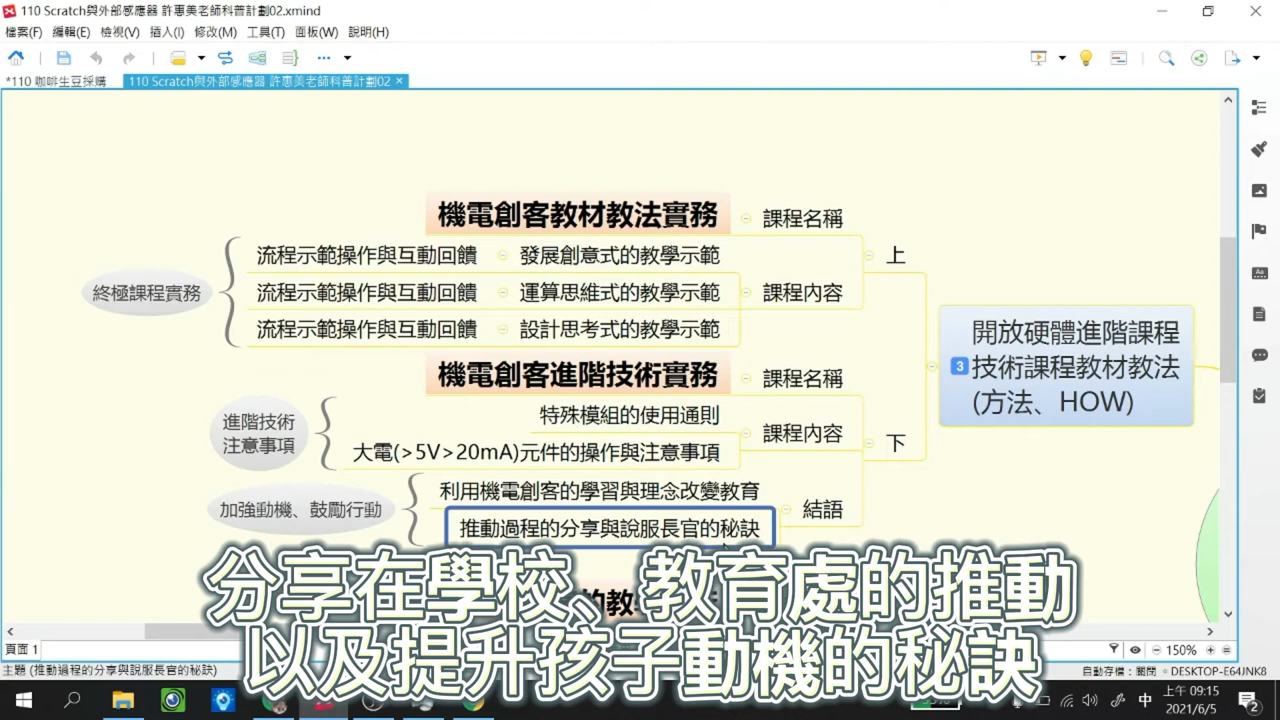 110 Scratch與外部感應器 許惠美老師科普計劃02.xmind
檔案(F) 編輯(E) 檢視(V) 插入(I) 修改(M) 工具(T) 面板(W) 說明(H)
*110 咖啡生豆採購
110 Scratch與外部感應器 許惠美老師科普計劃02
機電創客教材教法實務
課程名稱
流程示範操作與互動回饋
發展創意式的教學示範
上
終極課程實務
流程示範操作與互動回饋
運算思維式的教學示範
課程內容
流程示範操作與互動回饋
設計思考式的教學示範
開放硬體進階課程
3 技術課程教材教法
(方法、HOW)
機電創客進階技術實務
課程名稱
進階技術
注意事項
特殊模組的使用通則
課程內容
下
大電(>5V>20mA)元件的操作與注意事項
利用機電創客的學習與理念改變教育
加強動機、鼓勵行動
結語
推動過程的分享與說服長官的秘訣
分享在學校、教育處的推動
以及提升孩子動機的秘訣
頁面 1
150%
主題 (推動過程的分享與說服長官的秘訣)
自動存檔：關閉
DESKTOP-E64JNK8
中
上午 09:15
2021/6/5
2